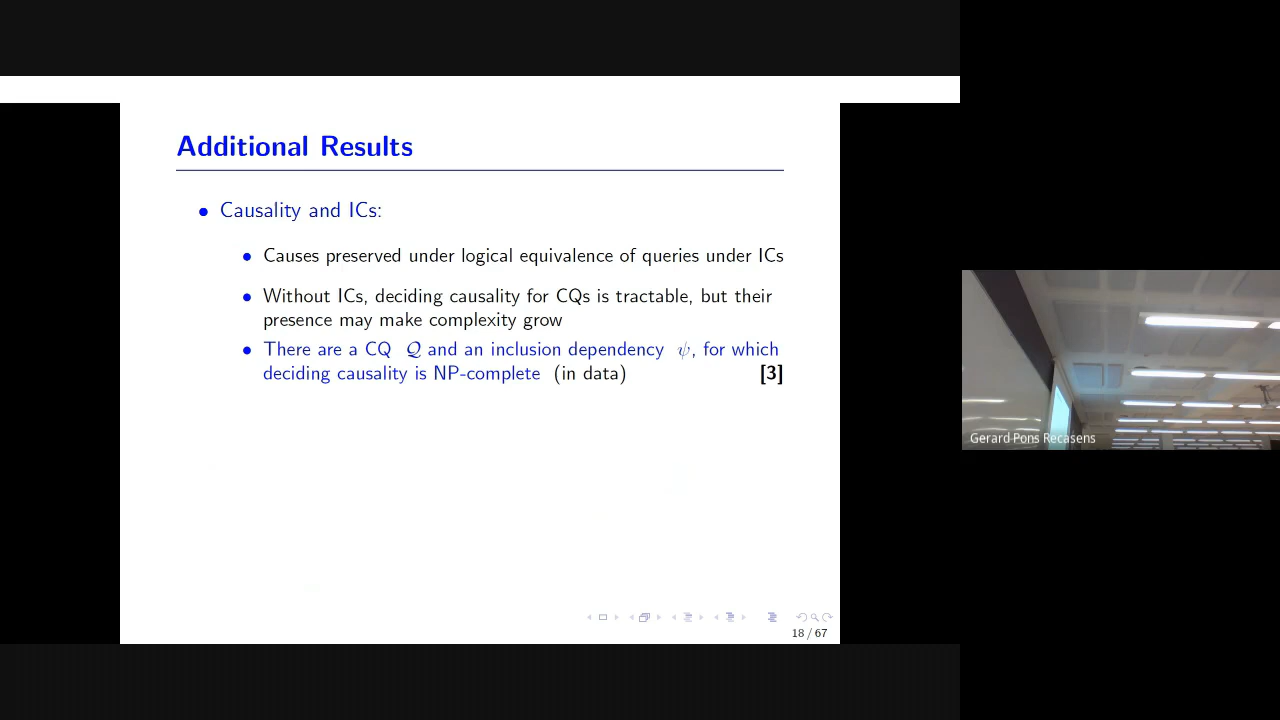 Additional Results
• Causality and ICs:
• Causes preserved under logical equivalence of queries under ICs
• Without ICs, deciding causality for CQs is tractable, but their
presence may make complexity grow
• There are a CQ 𝒬 and an inclusion dependency ψ, for which
deciding causality is NP-complete (in data) [3]
18 / 67
Gerard Pons Recasens